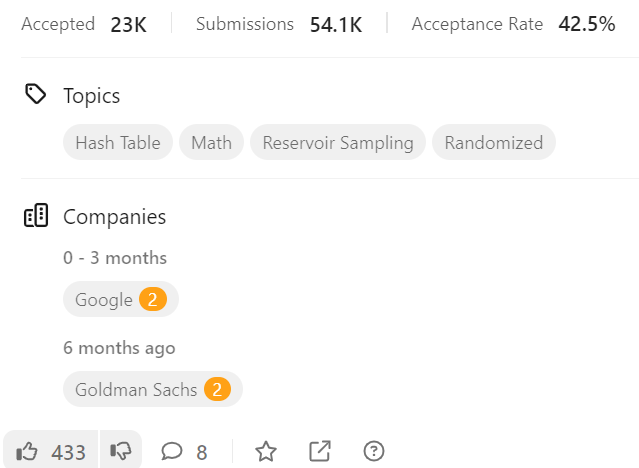 Accepted 23K Submissions 54.1K Acceptance Rate 42.5%
Topics
Hash Table Math Reservoir Sampling Randomized
Companies
0 - 3 months
Google 2
6 months ago
Goldman Sachs 2
433 8 ?